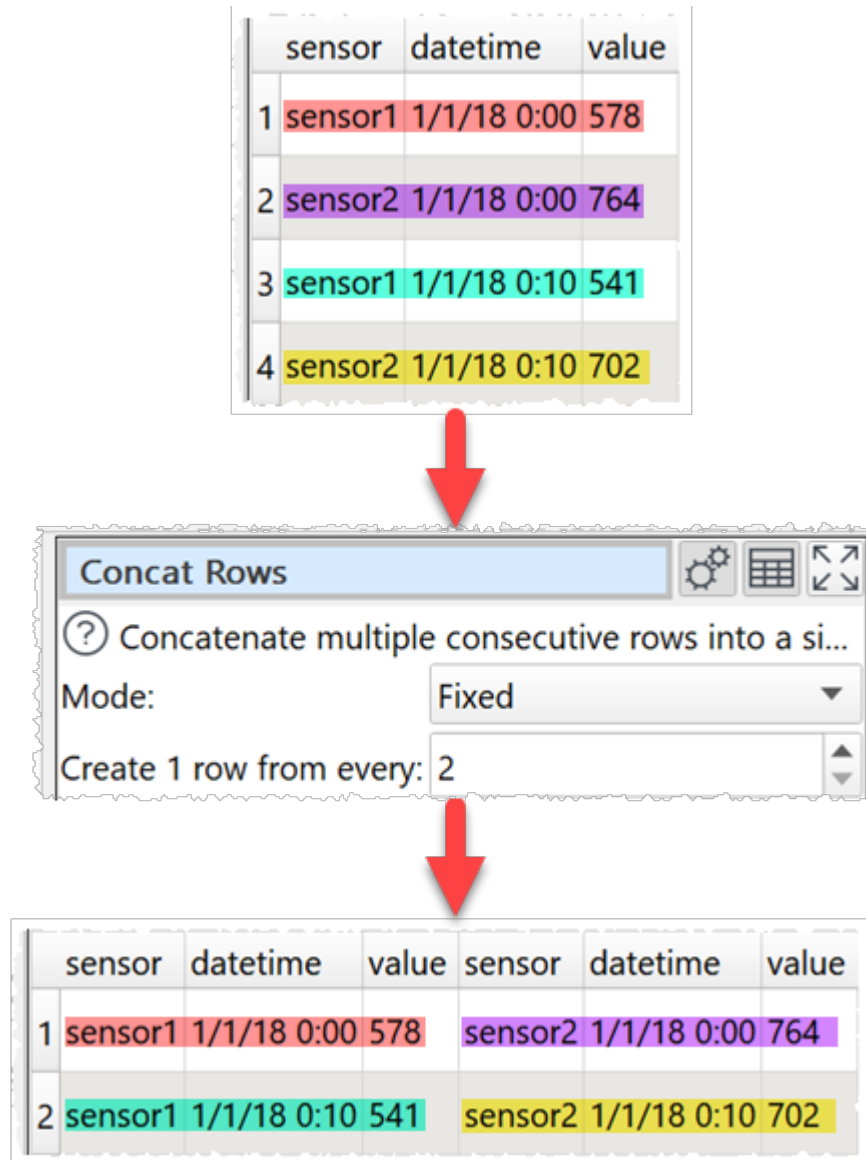 sensor datetime value
1 sensor1 1/1/18 0:00 578
2 sensor2 1/1/18 0:00 764
3 sensor1 1/1/18 0:10 541
4 sensor2 1/1/18 0:10 702
Concat Rows
? Concatenate multiple consecutive rows into a si...
Mode: Fixed
Create 1 row from every: 2
sensor datetime value sensor datetime value
1 sensor1 1/1/18 0:00 578 sensor2 1/1/18 0:00 764
2 sensor1 1/1/18 0:10 541 sensor2 1/1/18 0:10 702